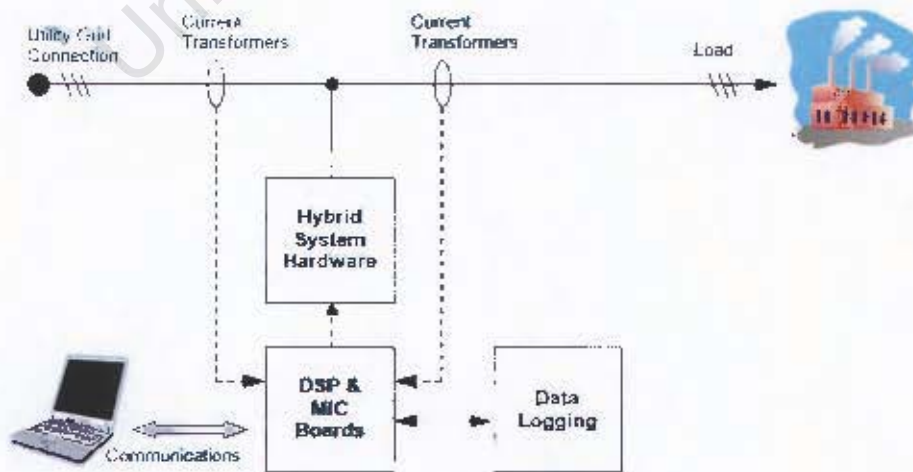 Utility Grid
Connection
Current
Transformers
Current
Transformers
Load
Hybrid
System
Hardware
DSP &
MIC
Boards
Data
Logging
Communications